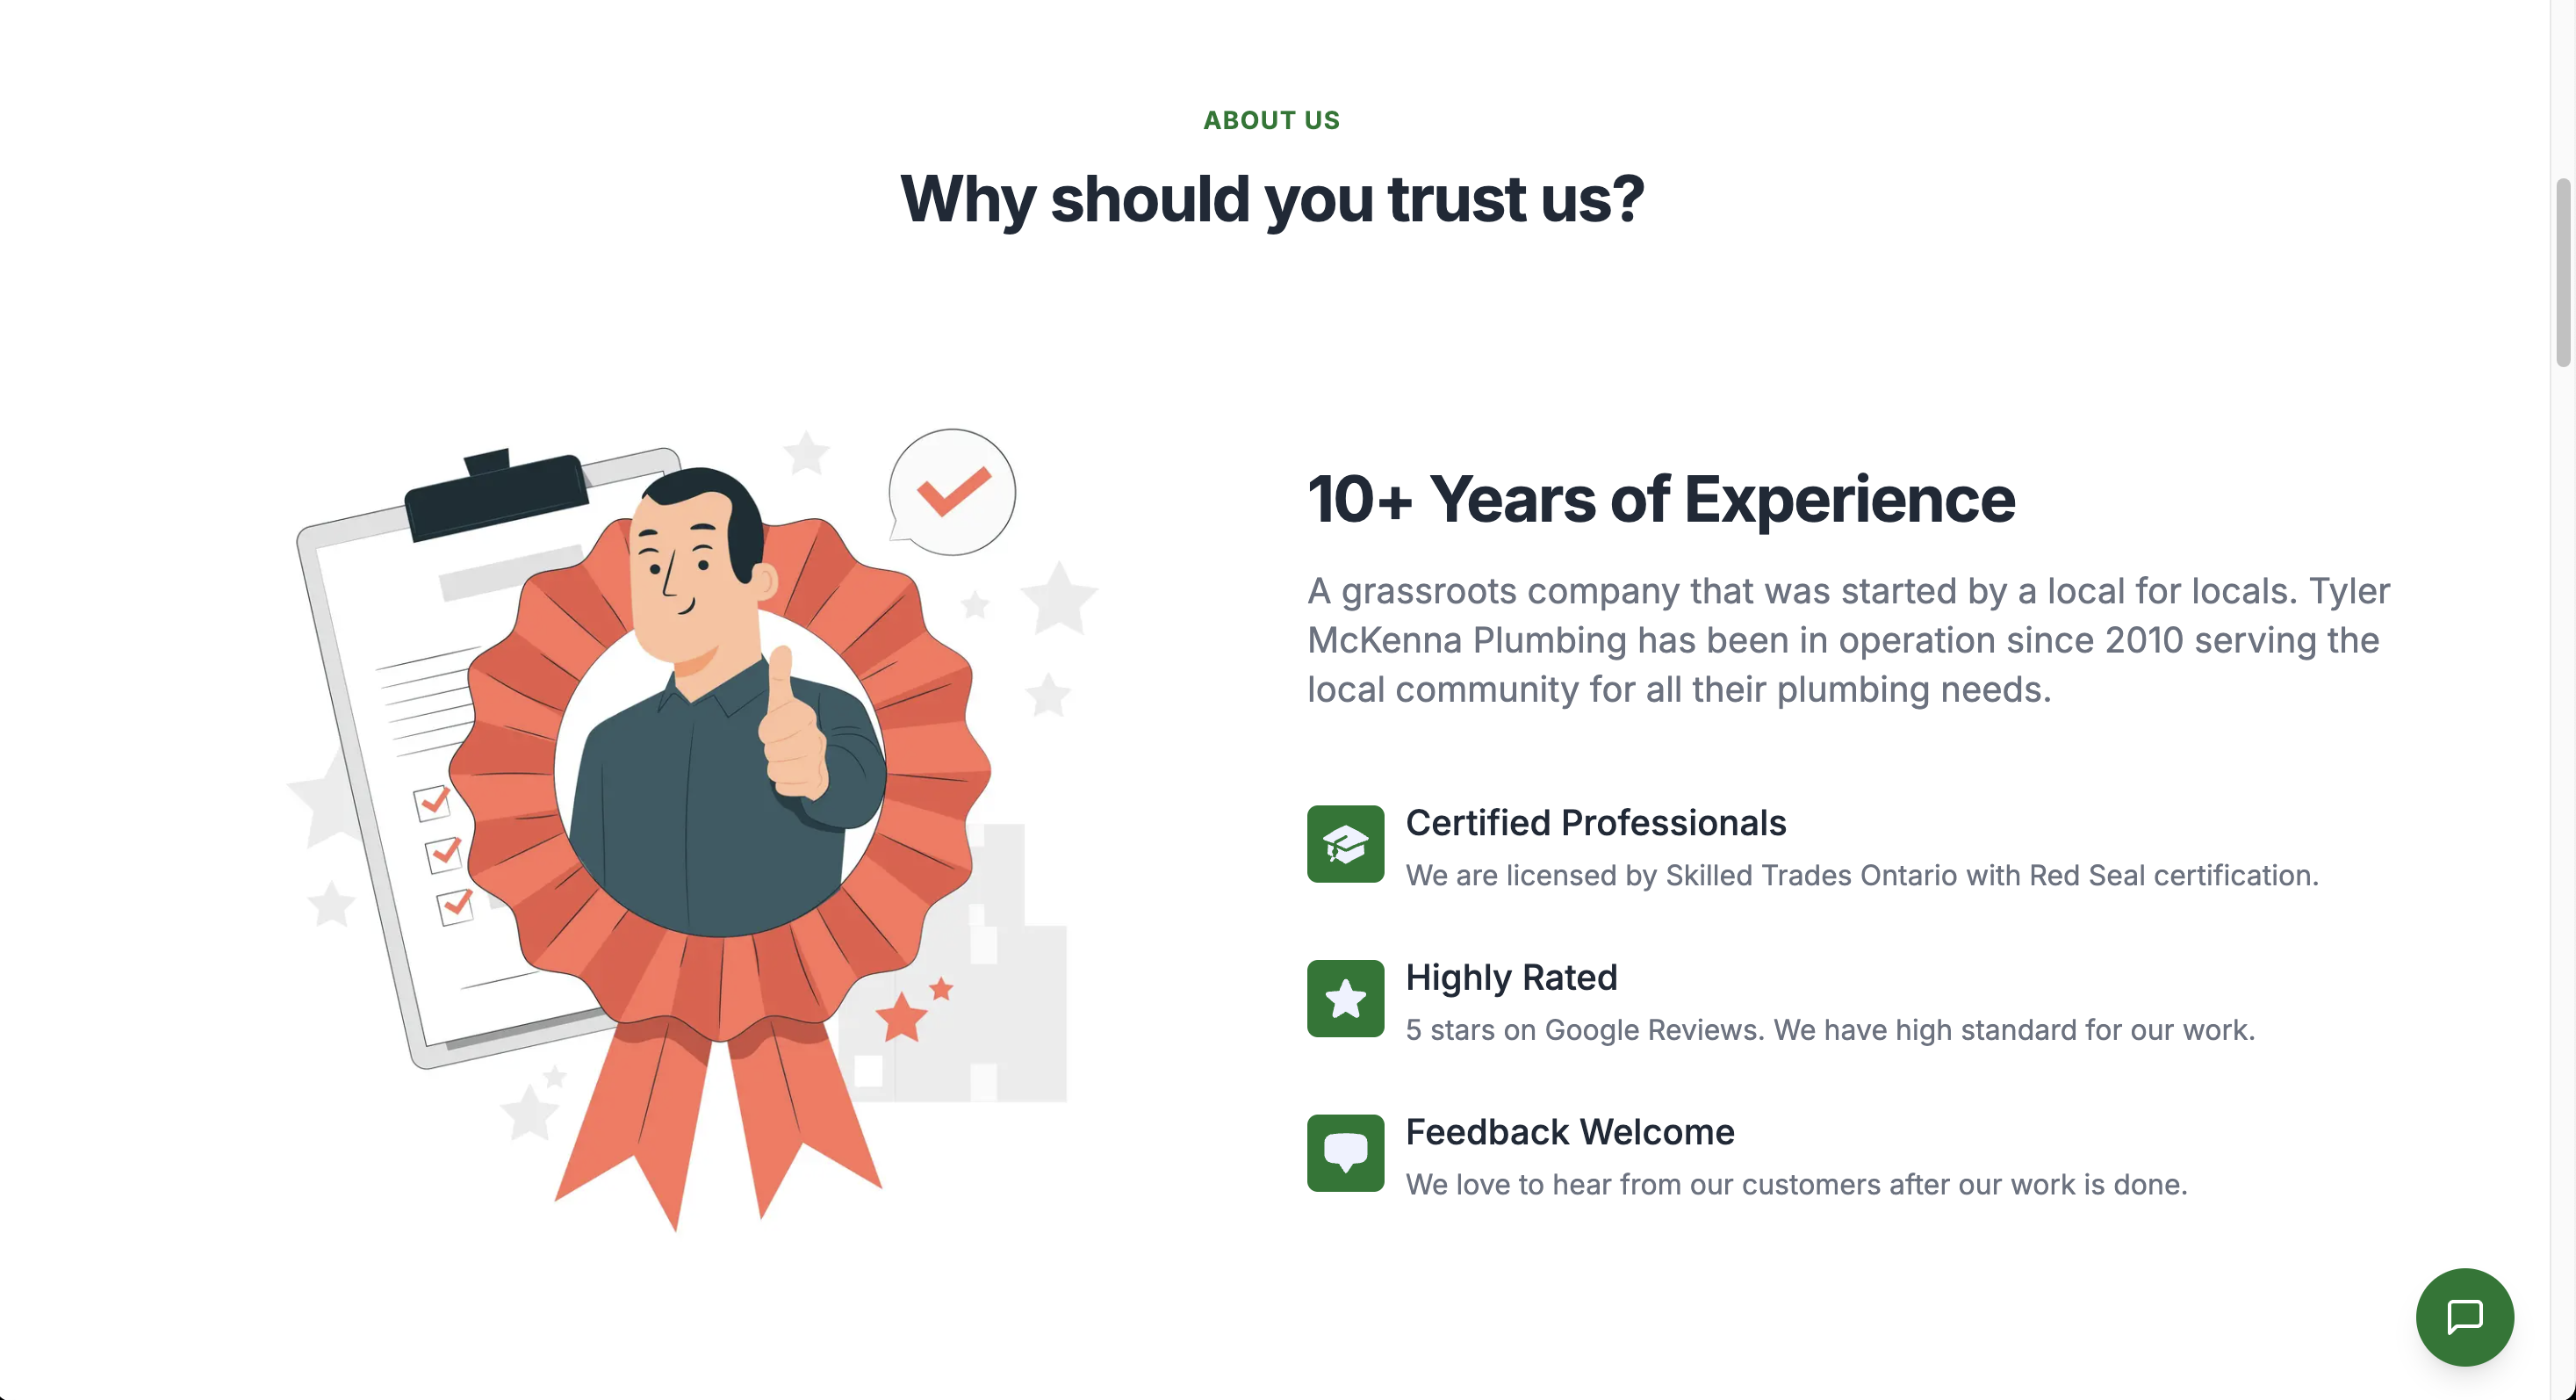 ABOUT US
Why should you trust us?
10+ Years of Experience
A grassroots company that was started by a local for locals. Tyler
McKenna Plumbing has been in operation since 2010 serving the
local community for all their plumbing needs.
Certified Professionals
We are licensed by Skilled Trades Ontario with Red Seal certification.
Highly Rated
5 stars on Google Reviews. We have high standard for our work.
Feedback Welcome
We love to hear from our customers after our work is done.